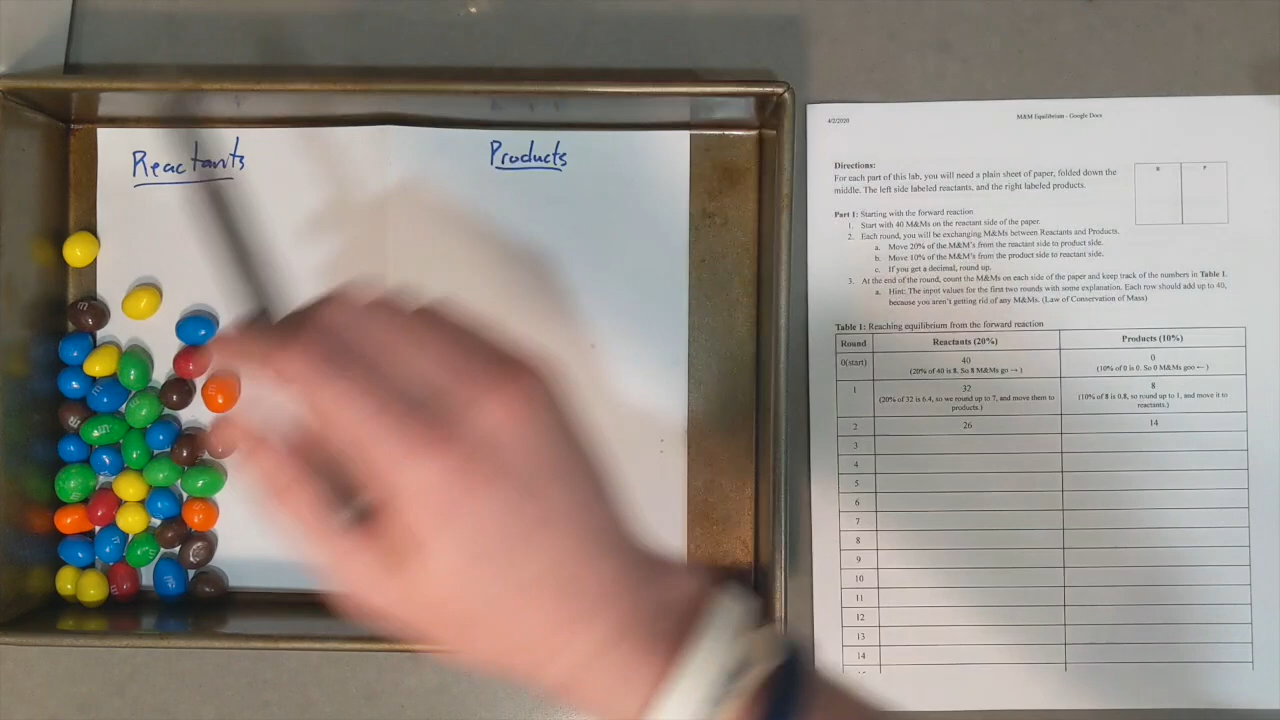 Reactants
Products
4/2/2020
M&M Equilibrium - Google Docs
Directions:
For each part of this lab, you will need a plain sheet of paper, folded down the
middle. The left side labeled reactants, and the right labeled products.
R
P
Part 1: Starting with the forward reaction
1. Start with 40 M&Ms on the reactant side of the paper.
2. Each round, you will be exchanging M&Ms between Reactants and Products.
a. Move 20% of the M&M's from the reactant side to product side.
b. Move 10% of the M&M's from the product side to reactant side.
c. If you get a decimal, round up.
3. At the end of the round, count the M&Ms on each side of the paper and keep track of the numbers in Table 1.
a. Hint: The input values for the first two rounds with some explanation. Each row should add up to 40,
because you aren't getting rid of any M&Ms. (Law of Conservation of Mass)
Table 1: Reaching equilibrium from the forward reaction
Round
Reactants (20%)
Products (10%)
0(start)
40
(20% of 40 is 8. So 8 M&Ms go → )
0
(10% of 0 is 0. So 0 M&Ms goo ← )
1
32
(20% of 32 is 6.4, so we round up to 7, and move them to
products.)
8
(10% of 8 is 0.8, so round up to 1, and move it to
reactants.)
2
26
14
3
4
5
6
7
8
9
10
11
12
13
14